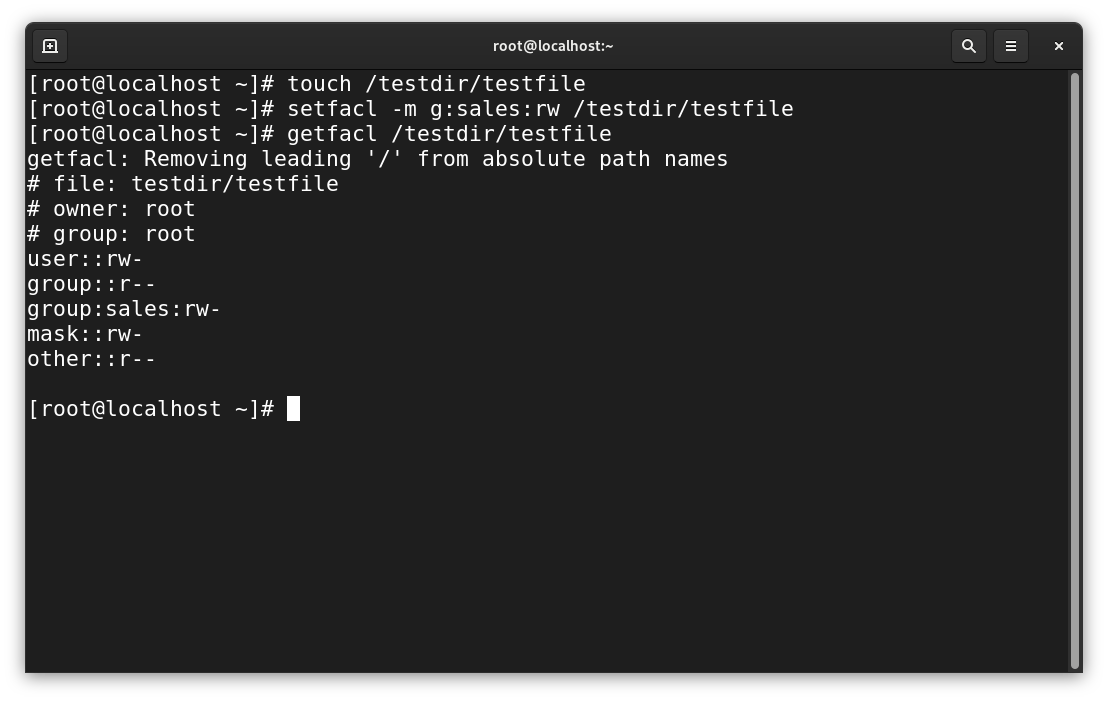 root@localhost:~
[root@localhost ~]# touch /testdir/testfile
[root@localhost ~]# setfacl -m g:sales:rw /testdir/testfile
[root@localhost ~]# getfacl /testdir/testfile
getfacl: Removing leading '/' from absolute path names
# file: testdir/testfile
# owner: root
# group: root
user::rw-
group::r--
group:sales:rw-
mask::rw-
other::r--
[root@localhost ~]#